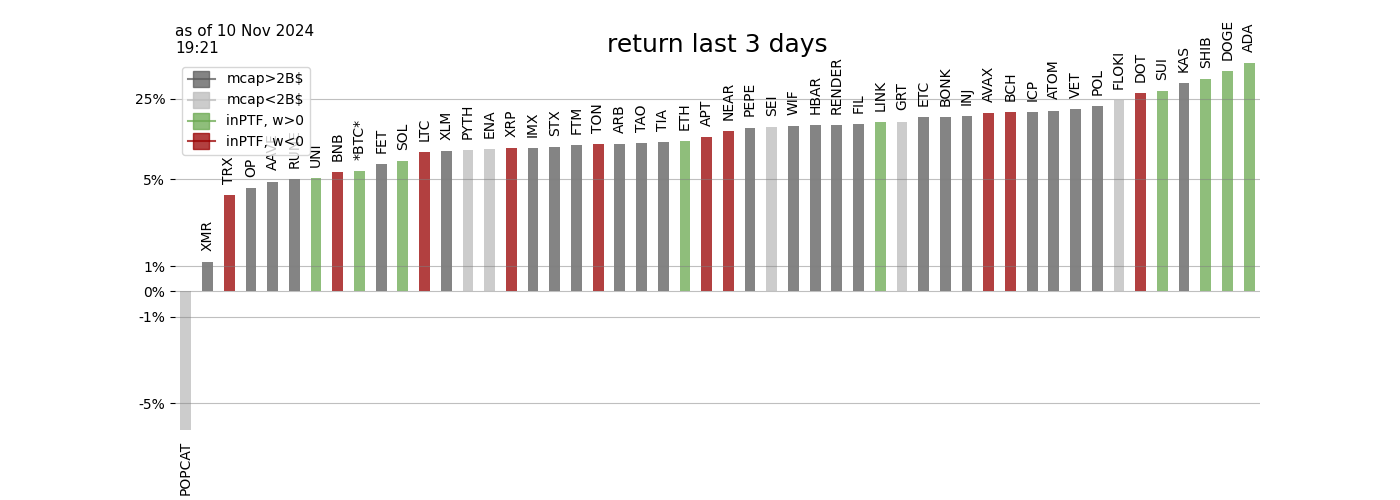 as of 10 Nov 2024
19:21
return last 3 days
mcap>2B$
mcap<2B$
inPTF, w>0
inPTF, w<0
25%
5%
1%
0%
-1%
-5%
POPCAT
XMR
TRX
OP
AAVE
RUNE
UNI
BNB
*BTC*
FET
SOL
LTC
XLM
PYTH
ENA
XRP
IMX
STX
FTM
TON
ARB
TAO
TIA
ETH
APT
NEAR
PEPE
SEI
WIF
HBAR
RENDER
FIL
LINK
GRT
ETC
BONK
INJ
AVAX
BCH
ICP
ATOM
VET
POL
FLOKI
DOT
SUI
KAS
SHIB
DOGE
ADA